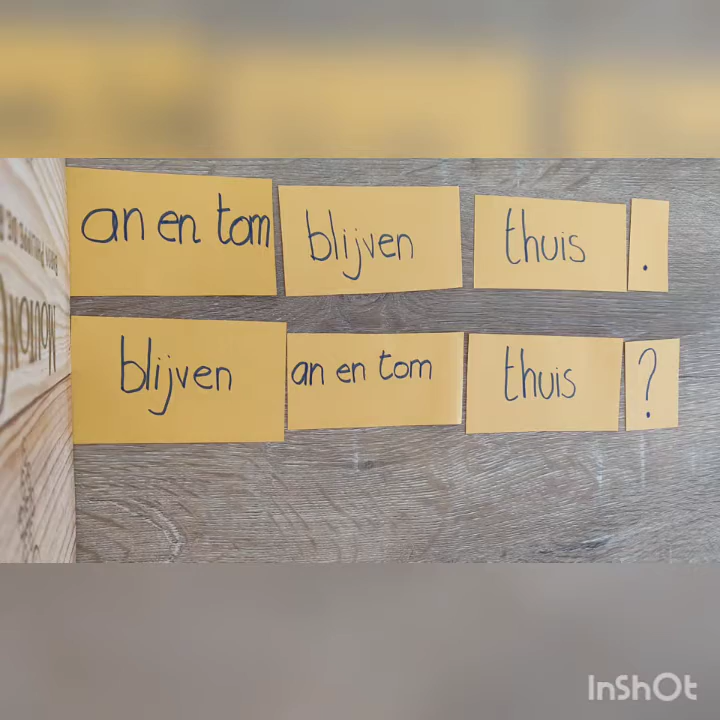 an en tom blijven thuis .
blijven an en tom thuis ?
InShOt